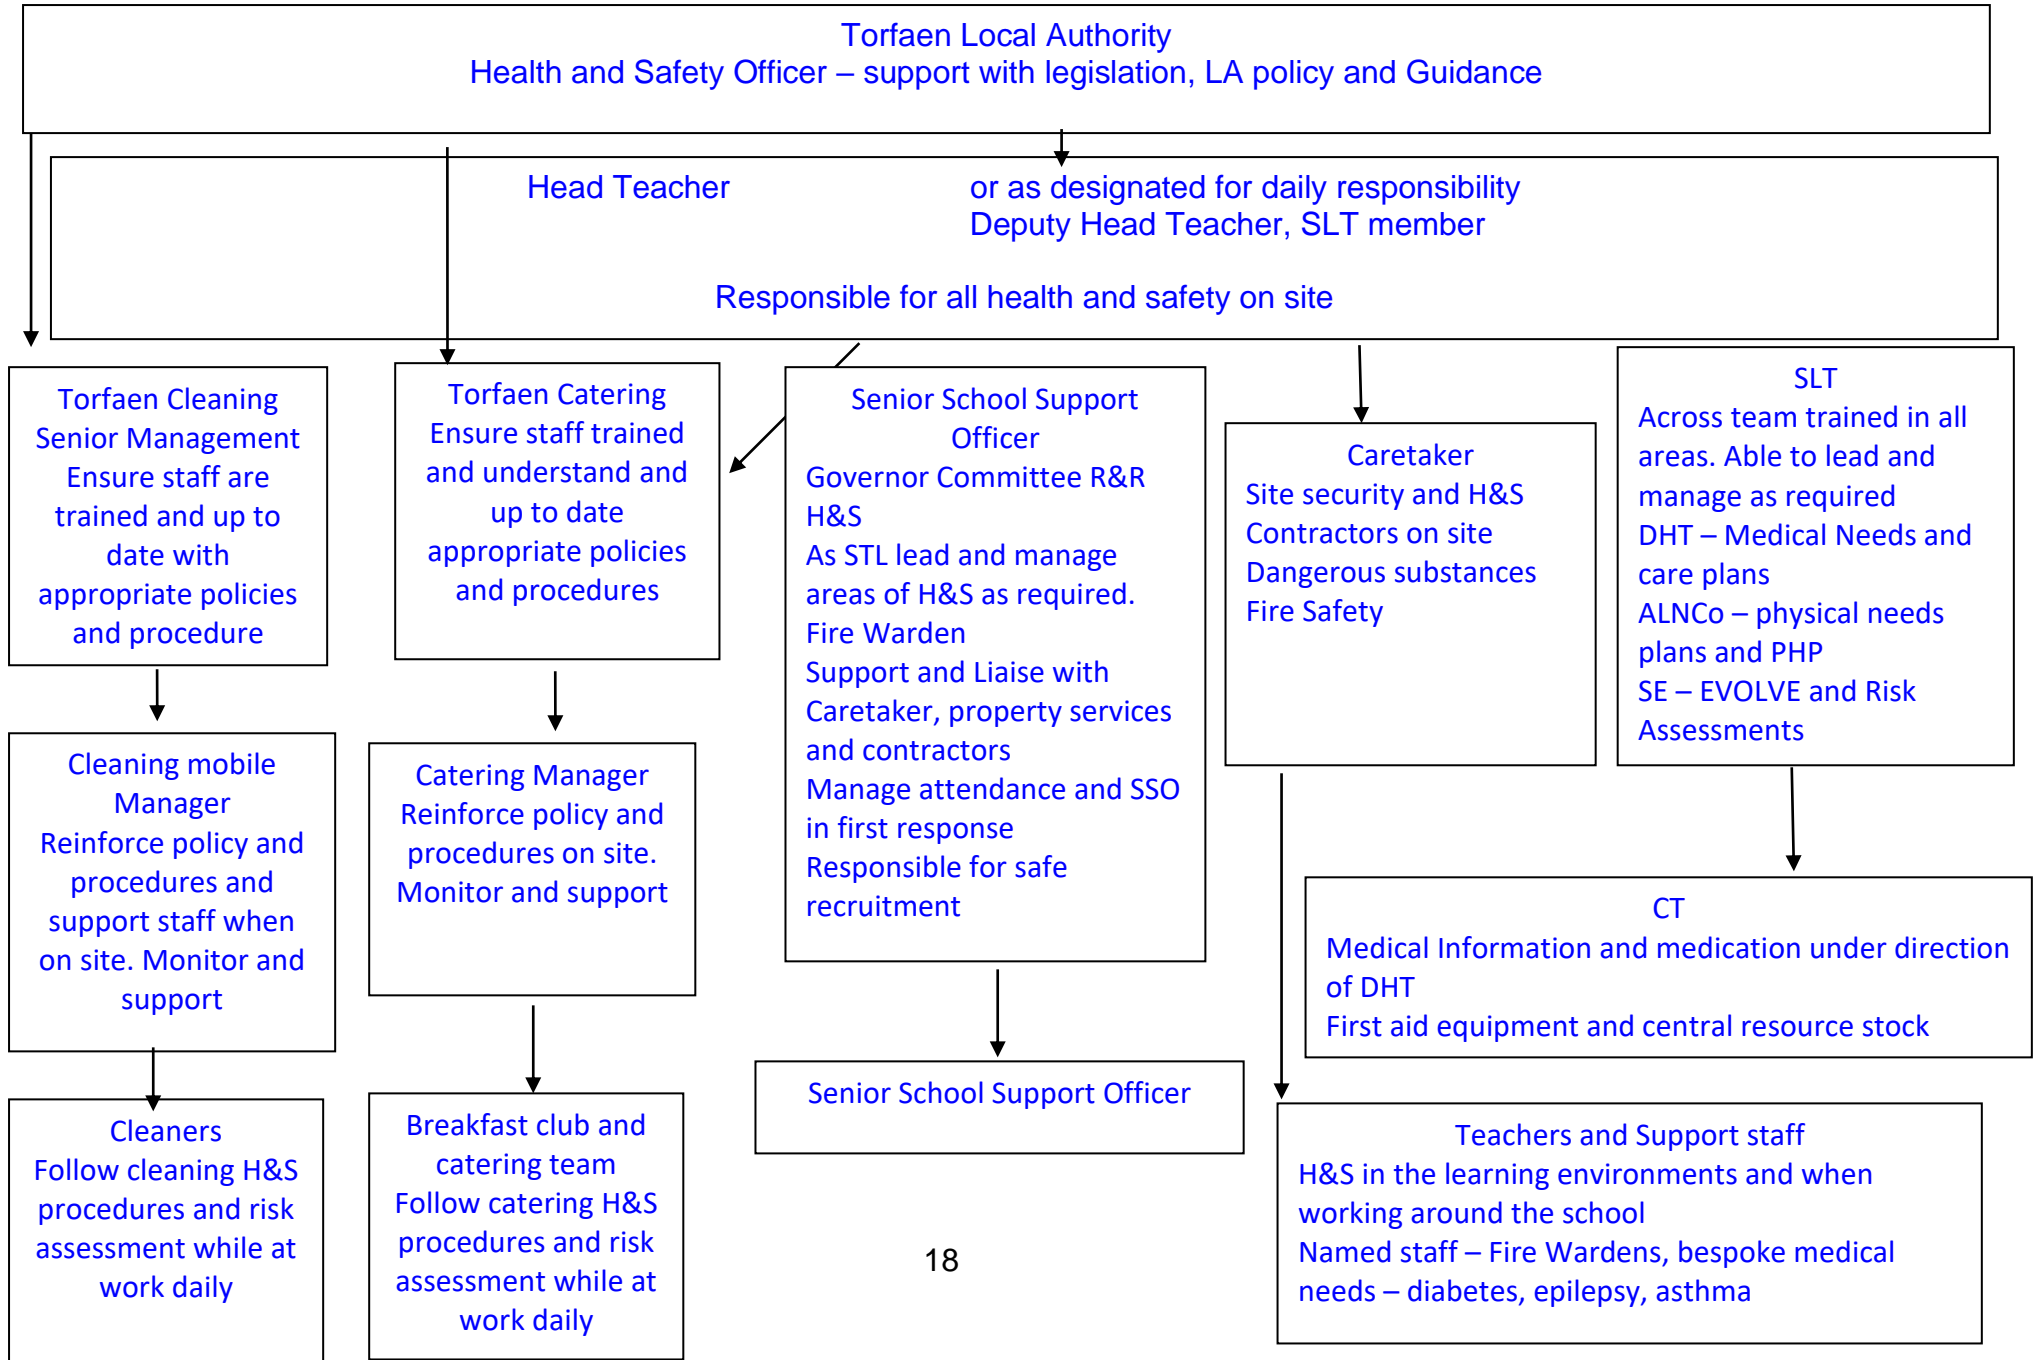 Torfaen Local Authority
Health and Safety Officer – support with legislation, LA policy and Guidance
Head Teacher or as designated for daily responsibility
Deputy Head Teacher, SLT member
Responsible for all health and safety on site
Torfaen Cleaning
Senior Management
Ensure staff are
trained and up to
date with
appropriate policies
and procedure
Torfaen Catering
Ensure staff trained
and understand and
up to date
appropriate policies
and procedures
Senior School Support
Officer
Governor Committee R&R
H&S
As STL lead and manage
areas of H&S as required.
Fire Warden
Support and Liaise with
Caretaker, property services
and contractors
Manage attendance and SSO
in first response
Responsible for safe
recruitment
Caretaker
Site security and H&S
Contractors on site
Dangerous substances
Fire Safety
SLT
Across team trained in all
areas. Able to lead and
manage as required
DHT – Medical Needs and
care plans
ALNCo – physical needs
plans and PHP
SE – EVOLVE and Risk
Assessments
Cleaning mobile
Manager
Reinforce policy and
procedures and
support staff when
on site. Monitor and
support
Catering Manager
Reinforce policy and
procedures on site.
Monitor and support
CT
Medical Information and medication under direction
of DHT
First aid equipment and central resource stock
Cleaners
Follow cleaning H&S
procedures and risk
assessment while at
work daily
Breakfast club and
catering team
Follow catering H&S
procedures and risk
assessment while at
work daily
Senior School Support Officer
Teachers and Support staff
H&S in the learning environments and when
working around the school
Named staff – Fire Wardens, bespoke medical
needs – diabetes, epilepsy, asthma
18